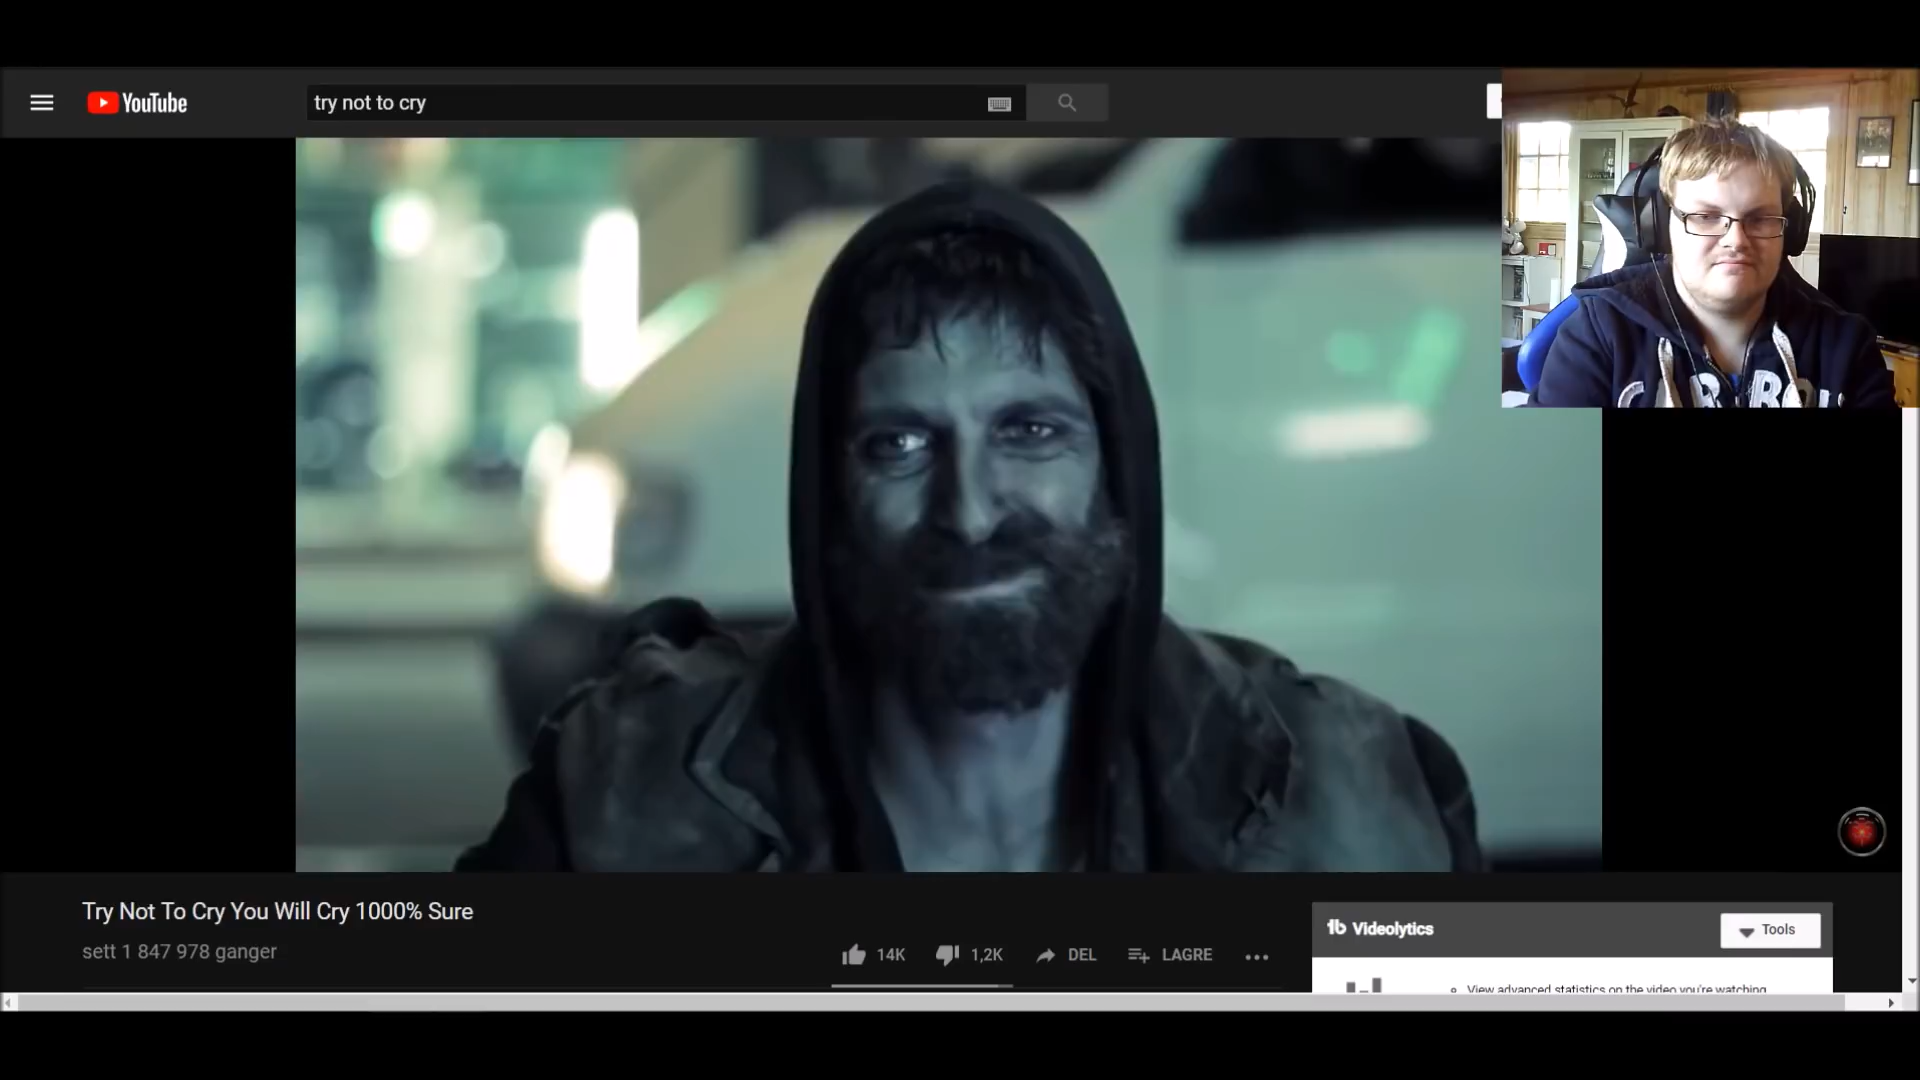 YouTube
try not to cry
Try Not To Cry You Will Cry 1000% Sure
sett 1 847 978 ganger
14K
1,2K
DEL
LAGRE
Videolytics
Tools
View advanced statistics on the video you're watching